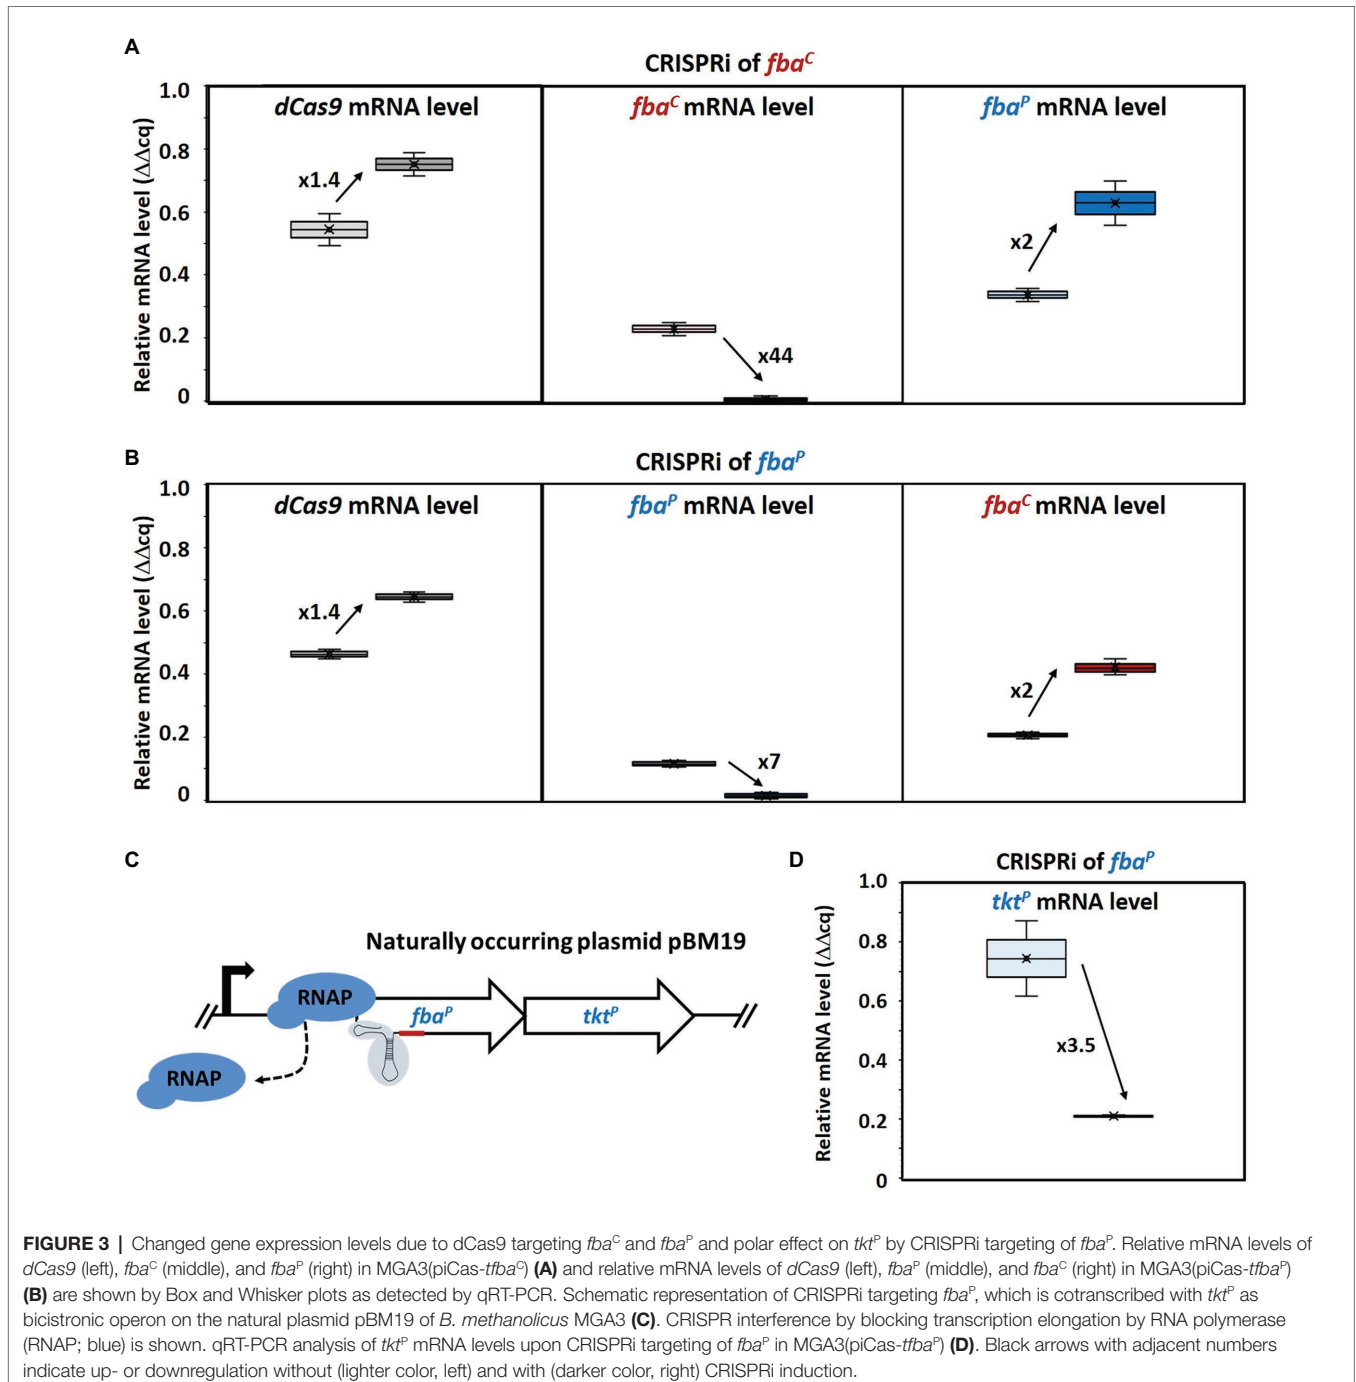 A
CRISPRi of fbaᶜ
dCas9 mRNA level
fbaᶜ mRNA level
fbaᴾ mRNA level
Relative mRNA level (ΔΔcq)
1.0
0.8
0.6
0.4
0.2
0
x1.4
x44
x2
B
CRISPRi of fbaᴾ
dCas9 mRNA level
fbaᴾ mRNA level
fbaᶜ mRNA level
Relative mRNA level (ΔΔcq)
1.0
0.8
0.6
0.4
0.2
0
x1.4
x7
x2
C
Naturally occurring plasmid pBM19
RNAP
fbaᴾ
tktᴾ
RNAP
D
CRISPRi of fbaᴾ
tktᴾ mRNA level
Relative mRNA level (ΔΔcq)
1.0
0.8
0.6
0.4
0.2
0
x3.5
FIGURE 3 | Changed gene expression levels due to dCas9 targeting fbaᶜ and fbaᴾ and polar effect on tktᴾ by CRISPRi targeting of fbaᴾ. Relative mRNA levels of
dCas9 (left), fbaᶜ (middle), and fbaᴾ (right) in MGA3(piCas-tfbaᶜ) (A) and relative mRNA levels of dCas9 (left), fbaᴾ (middle), and fbaᶜ (right) in MGA3(piCas-tfbaᴾ)
(B) are shown by Box and Whisker plots as detected by qRT-PCR. Schematic representation of CRISPRi targeting fbaᴾ, which is cotranscribed with tktᴾ as
bicistronic operon on the natural plasmid pBM19 of B. methanolicus MGA3 (C). CRISPR interference by blocking transcription elongation by RNA polymerase
(RNAP; blue) is shown. qRT-PCR analysis of tktᴾ mRNA levels upon CRISPRi targeting of fbaᴾ in MGA3(piCas-tfbaᴾ) (D). Black arrows with adjacent numbers
indicate up- or downregulation without (lighter color, left) and with (darker color, right) CRISPRi induction.